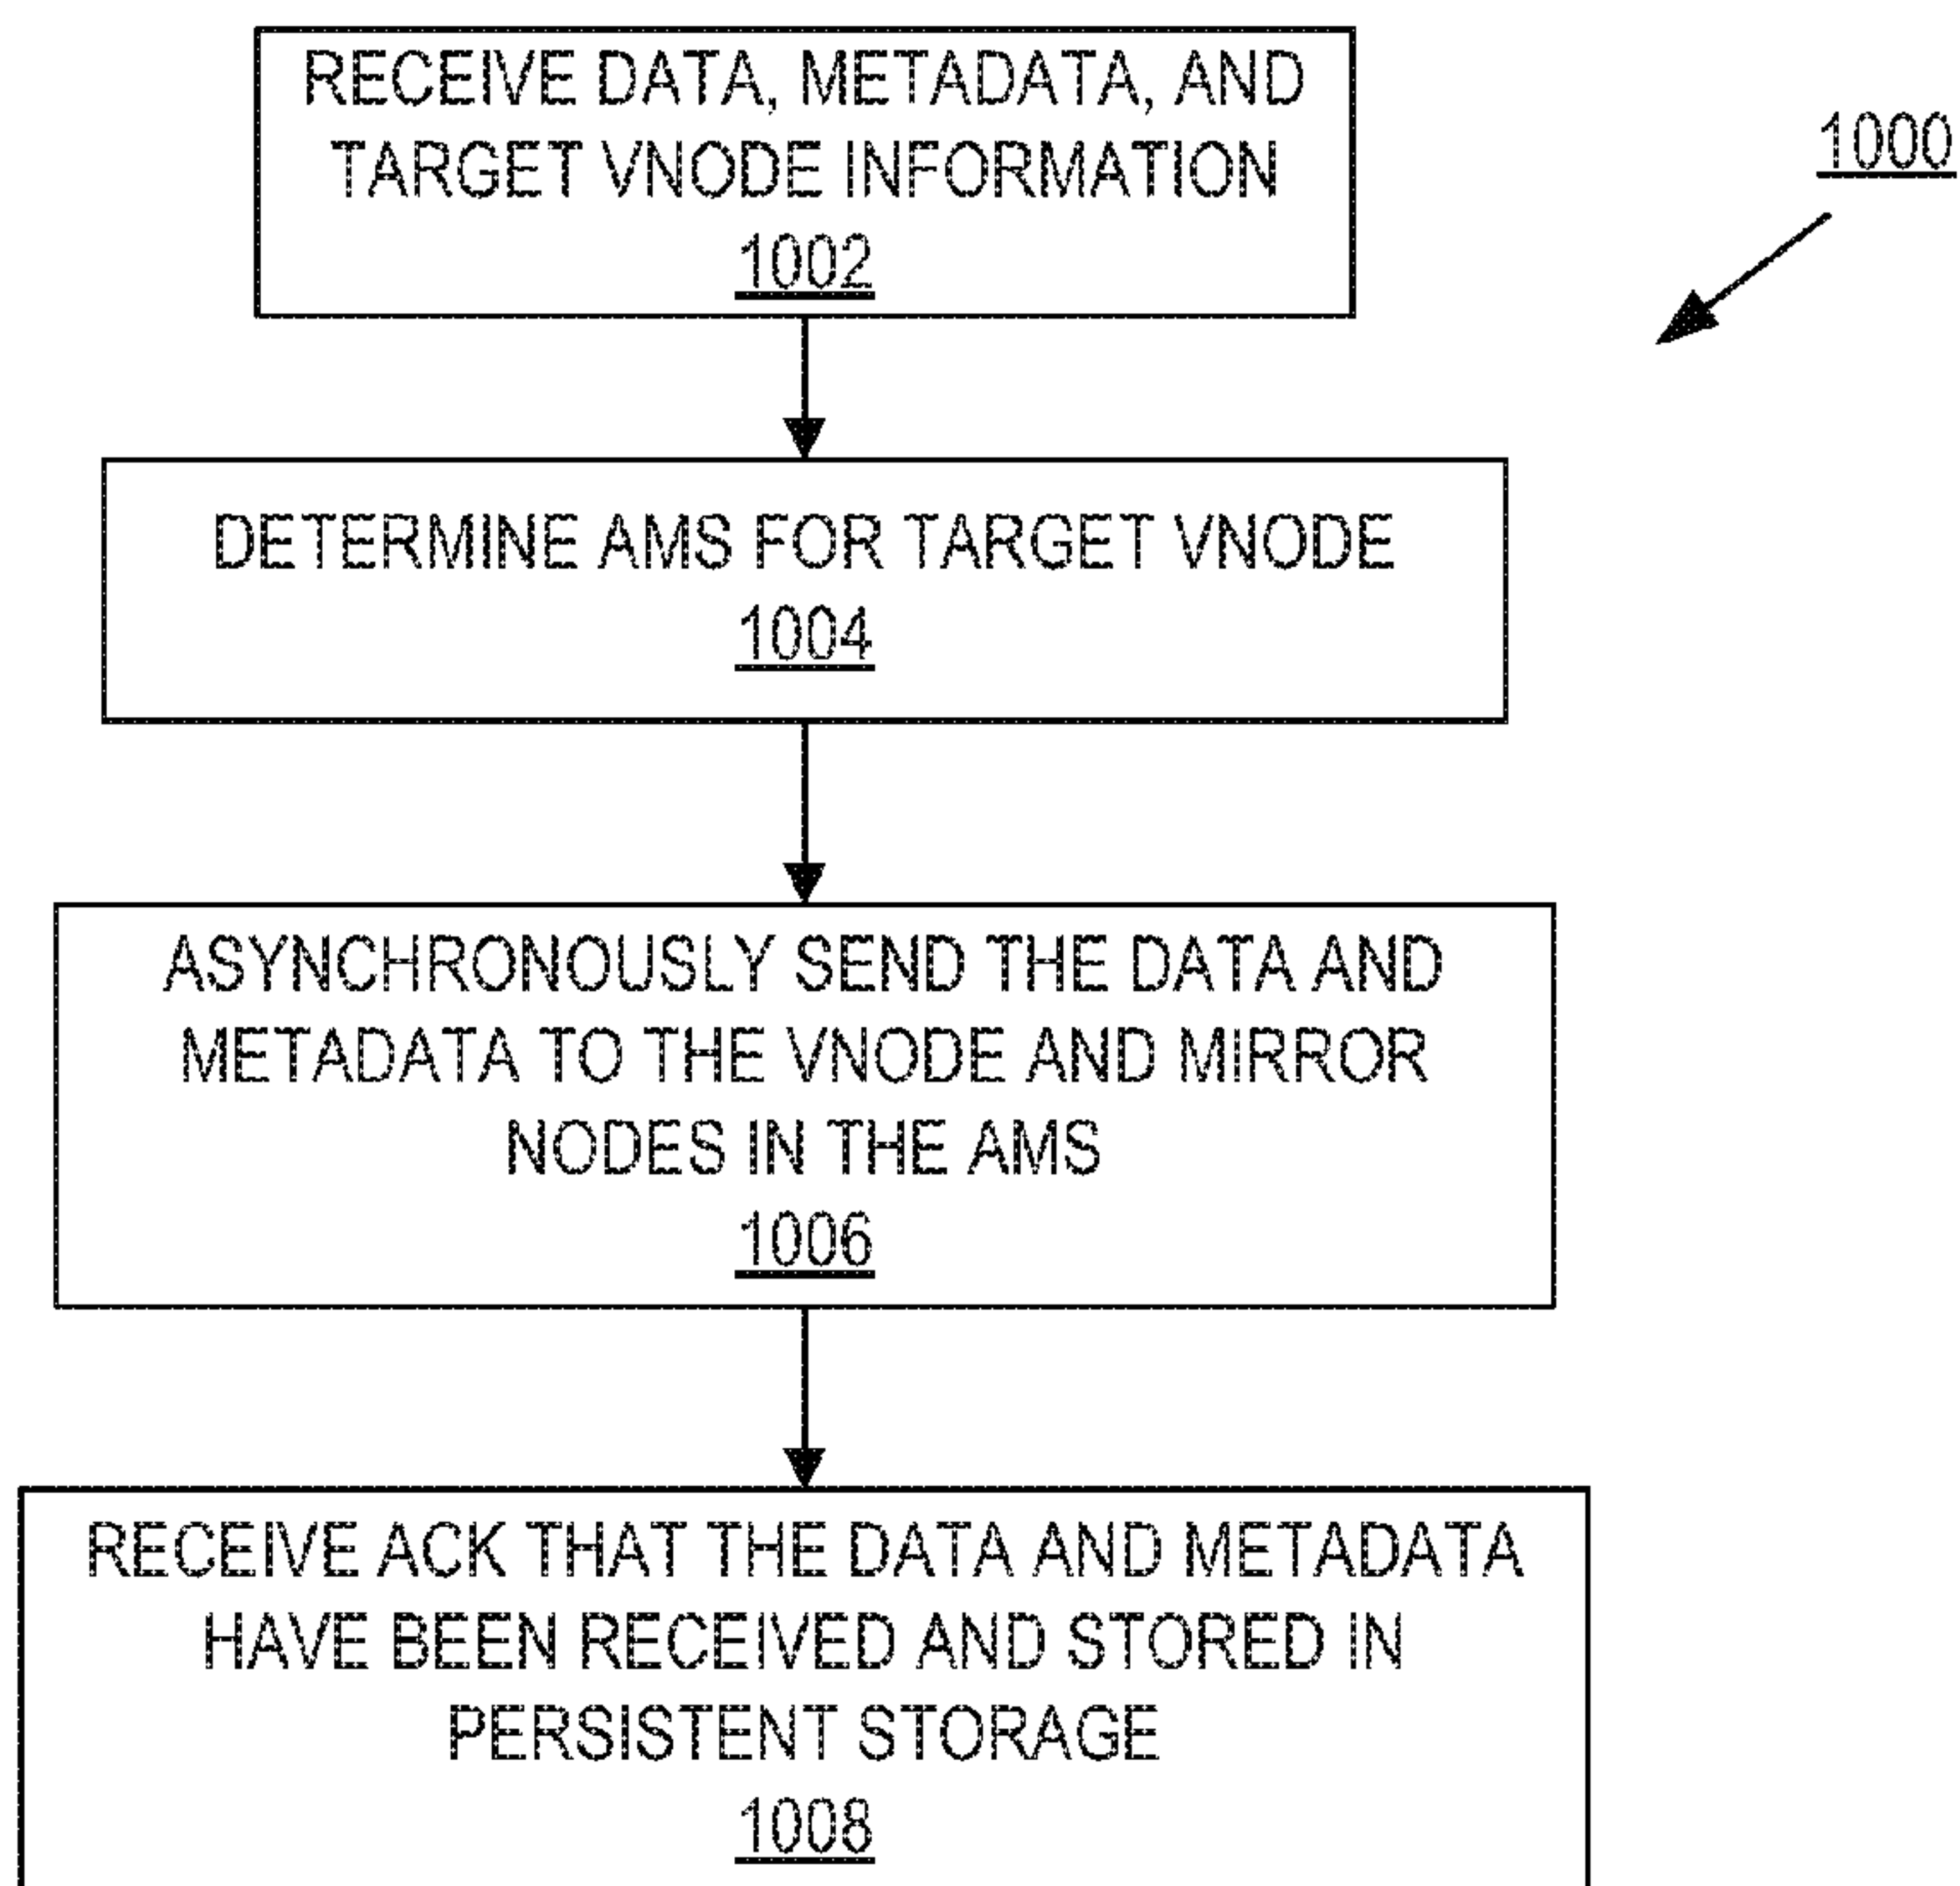 RECEIVE DATA, METADATA, AND
TARGET VNODE INFORMATION
1002
1000
DETERMINE AMS FOR TARGET VNODE
1004
ASYNCHRONOUSLY SEND THE DATA AND
METADATA TO THE VNODE AND MIRROR
NODES IN THE AMS
1006
RECEIVE ACK THAT THE DATA AND METADATA
HAVE BEEN RECEIVED AND STORED IN
PERSISTENT STORAGE
1008